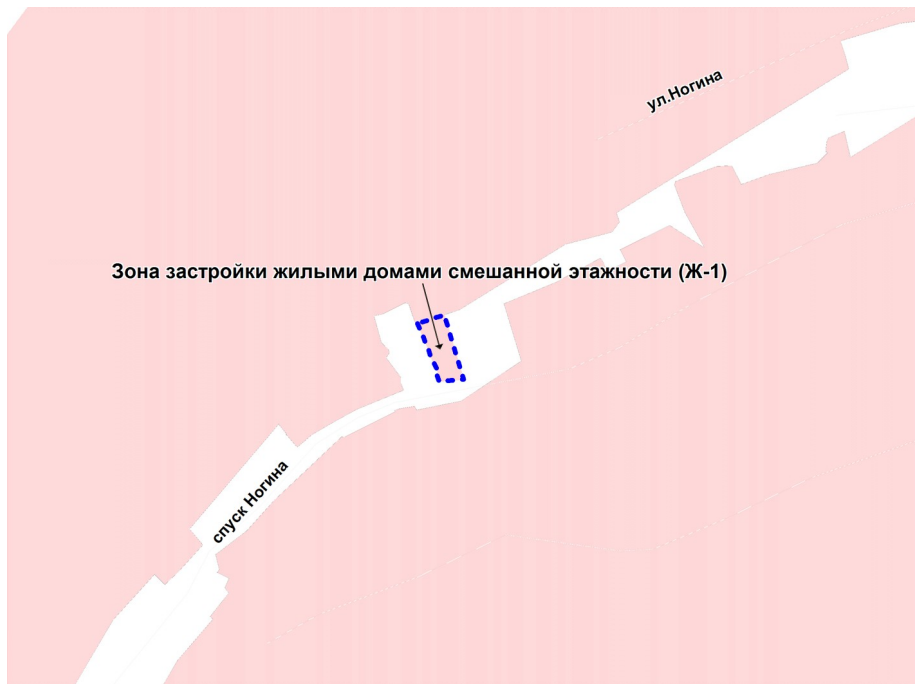 ул.Ногина
Зона застройки жилыми домами смешанной этажности (Ж-1)
спуск Ногина